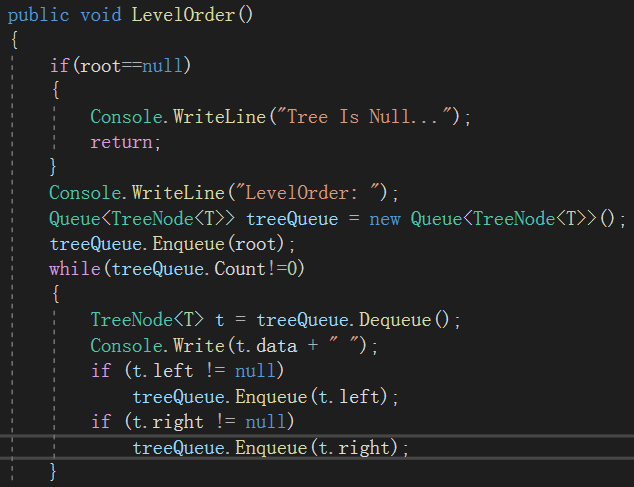 public void LevelOrder()
{
if(root==null)
{
Console.WriteLine("Tree Is Null...");
return;
}
Console.WriteLine("LevelOrder: ");
Queue<TreeNode<T>> treeQueue = new Queue<TreeNode<T>>();
treeQueue.Enqueue(root);
while(treeQueue.Count!=0)
{
TreeNode<T> t = treeQueue.Dequeue();
Console.Write(t.data + " ");
if (t.left != null)
treeQueue.Enqueue(t.left);
if (t.right != null)
treeQueue.Enqueue(t.right);
}